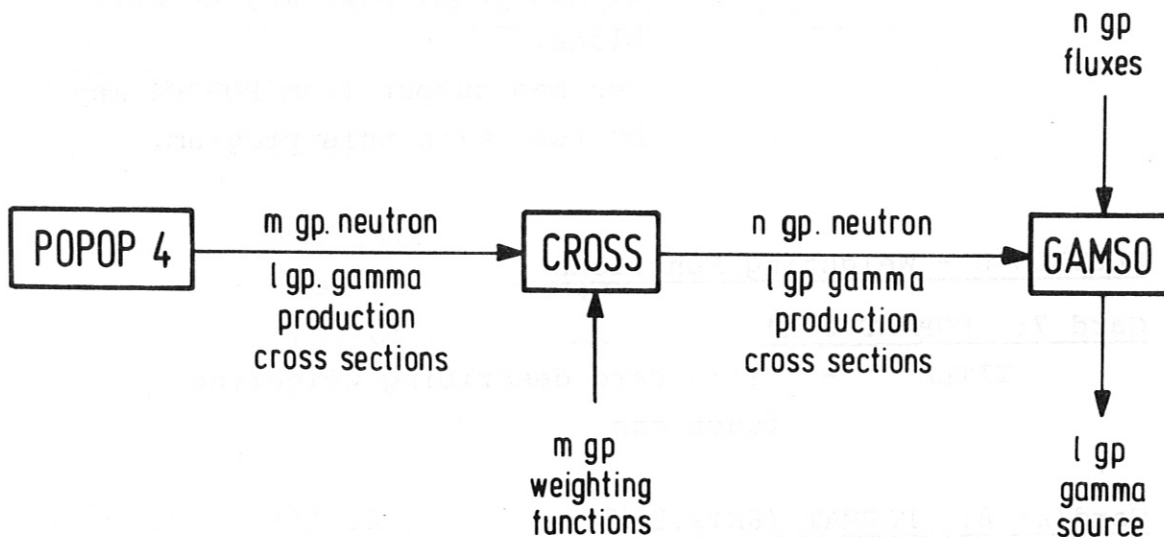 n gp
fluxes
POPOP 4
m gp. neutron
l gp. gamma
production
cross sections
CROSS
n gp. neutron
l gp gamma
production
cross sections
GAMSO
m gp
weighting
functions
l gp
gamma
source